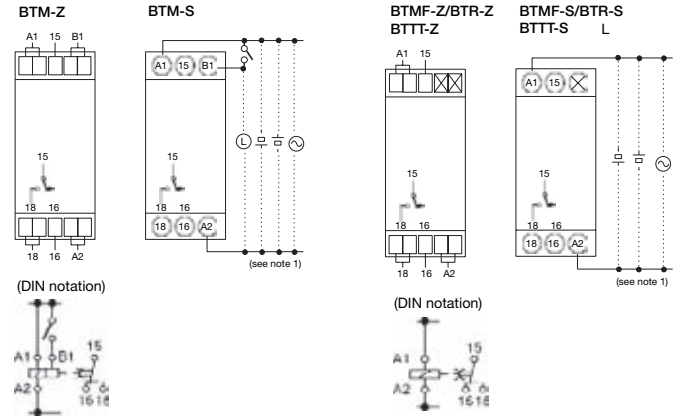 BTM-Z
BTM-S
A1 15 B1
A1 15 B1
L
15
18 16
15
18 16
18 16 A2
18 16 A2
(see note 1)
(DIN notation)
A1 B1 15
A2
16 18
BTMF-Z/BTR-Z
BTTT-Z
BTMF-S/BTR-S
BTTT-S L
A1 15
A1 15
15
18 16
15
18 16
18 16 A2
18 16 A2
(see note 1)
(DIN notation)
A1 15
A2
16 18